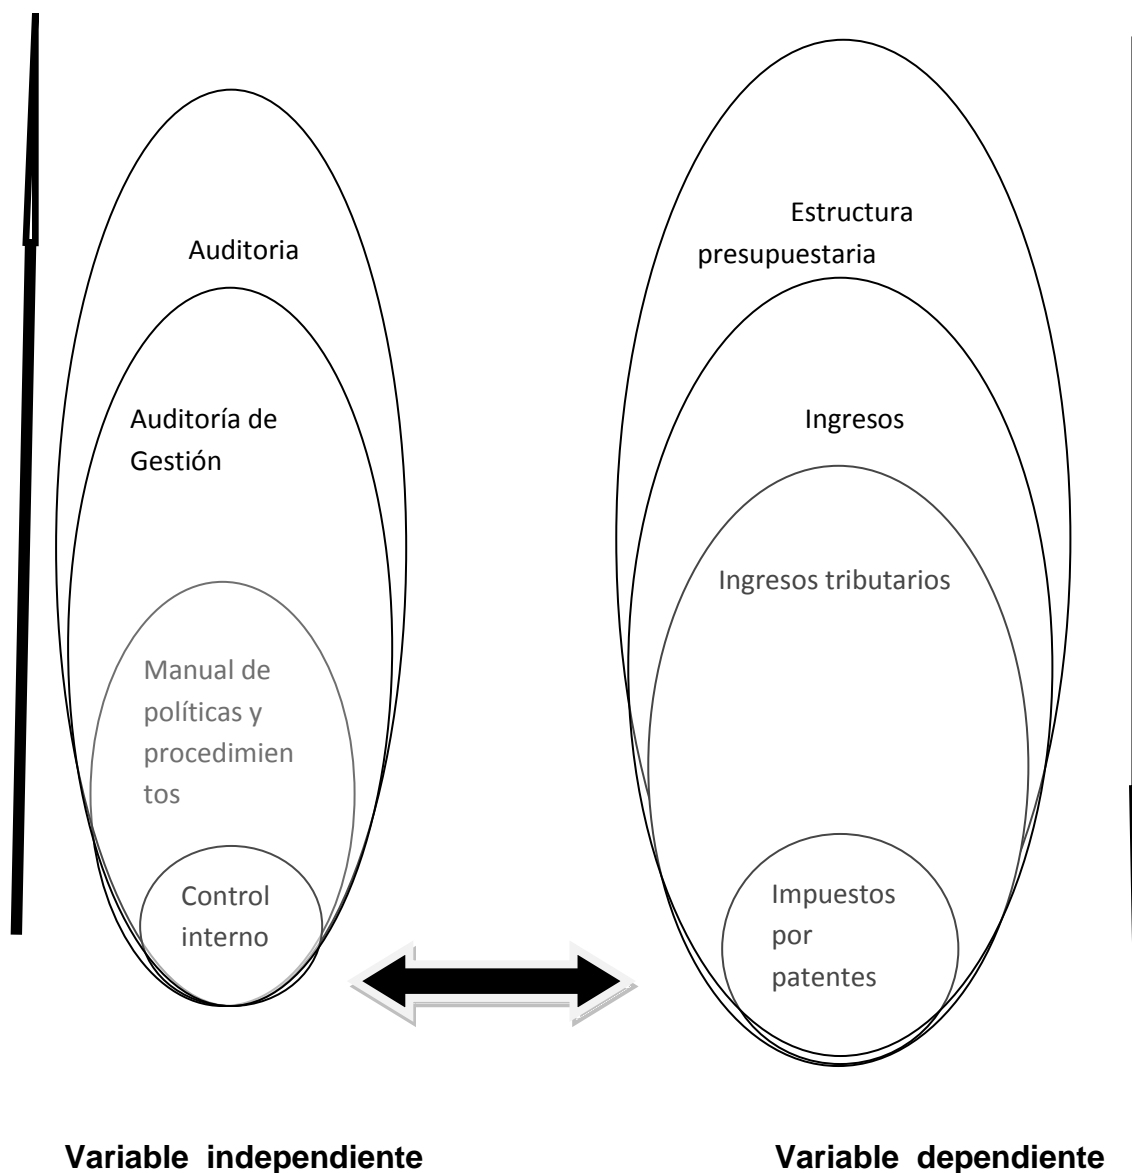 Auditoria
Auditoría de
Gestión
Manual de
políticas y
procedimien
tos
Control
interno
Estructura
presupuestaria
Ingresos
Ingresos tributarios
Impuestos
por
patentes
Variable independiente
Variable dependiente